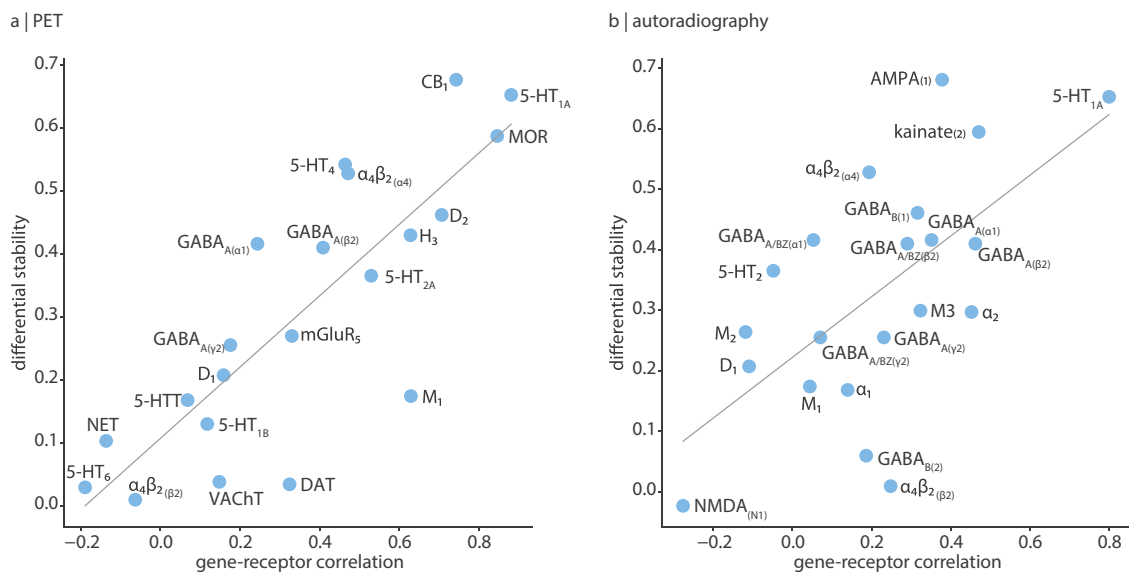 a | PET
0.7
0.6
0.5
0.4
0.3
0.2
0.1
0.0
differential stability
−0.2 0.0 0.2 0.4 0.6 0.8
gene-receptor correlation
CB₁
5-HT₁A
MOR
5-HT₄
α₄β₂(α4)
D₂
GABAA(α1)
GABAA(β2)
H₃
5-HT₂A
mGluR₅
GABAA(γ2)
D₁
M₁
5-HTT
5-HT₁B
NET
5-HT₆
α₄β₂(β2)
VAChT
DAT
b | autoradiography
0.7
0.6
0.5
0.4
0.3
0.2
0.1
0.0
differential stability
−0.2 0.0 0.2 0.4 0.6 0.8
gene-receptor correlation
AMPA(1)
5-HT₁A
kainate(2)
α₄β₂(α4)
GABAB(1)
GABAA(α1)
GABAA/BZ(α1)
GABAA/BZ(β2)
GABAA(β2)
5-HT₂
M3
α₂
M₂
GABAA/BZ(γ2)
GABAA(γ2)
D₁
M₁
α₁
GABAB(2)
α₄β₂(β2)
NMDA(N1)